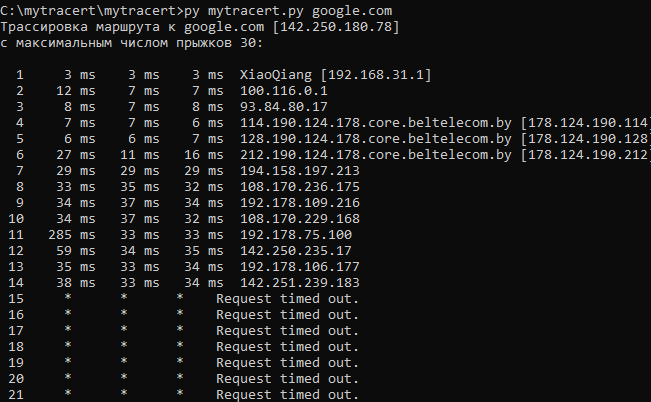 C:\mytracert\mytracert>py mytracert.py google.com
Трассировка маршрута к google.com [142.250.180.78]
с максимальным числом прыжков 30:
1 3 ms 3 ms 3 ms XiaoQiang [192.168.31.1]
2 12 ms 7 ms 7 ms 100.116.0.1
3 8 ms 7 ms 8 ms 93.84.80.17
4 7 ms 7 ms 6 ms 114.190.124.178.core.beltelecom.by [178.124.190.114]
5 6 ms 6 ms 7 ms 128.190.124.178.core.beltelecom.by [178.124.190.128]
6 27 ms 11 ms 16 ms 212.190.124.178.core.beltelecom.by [178.124.190.212]
7 29 ms 29 ms 29 ms 194.158.197.213
8 33 ms 35 ms 32 ms 108.170.236.175
9 34 ms 37 ms 34 ms 192.178.109.216
10 34 ms 37 ms 32 ms 108.170.229.168
11 285 ms 33 ms 33 ms 192.178.75.100
12 59 ms 34 ms 35 ms 142.250.235.17
13 35 ms 33 ms 34 ms 192.178.106.177
14 38 ms 33 ms 34 ms 142.251.239.183
15 * * * Request timed out.
16 * * * Request timed out.
17 * * * Request timed out.
18 * * * Request timed out.
19 * * * Request timed out.
20 * * * Request timed out.
21 * * * Request timed out.